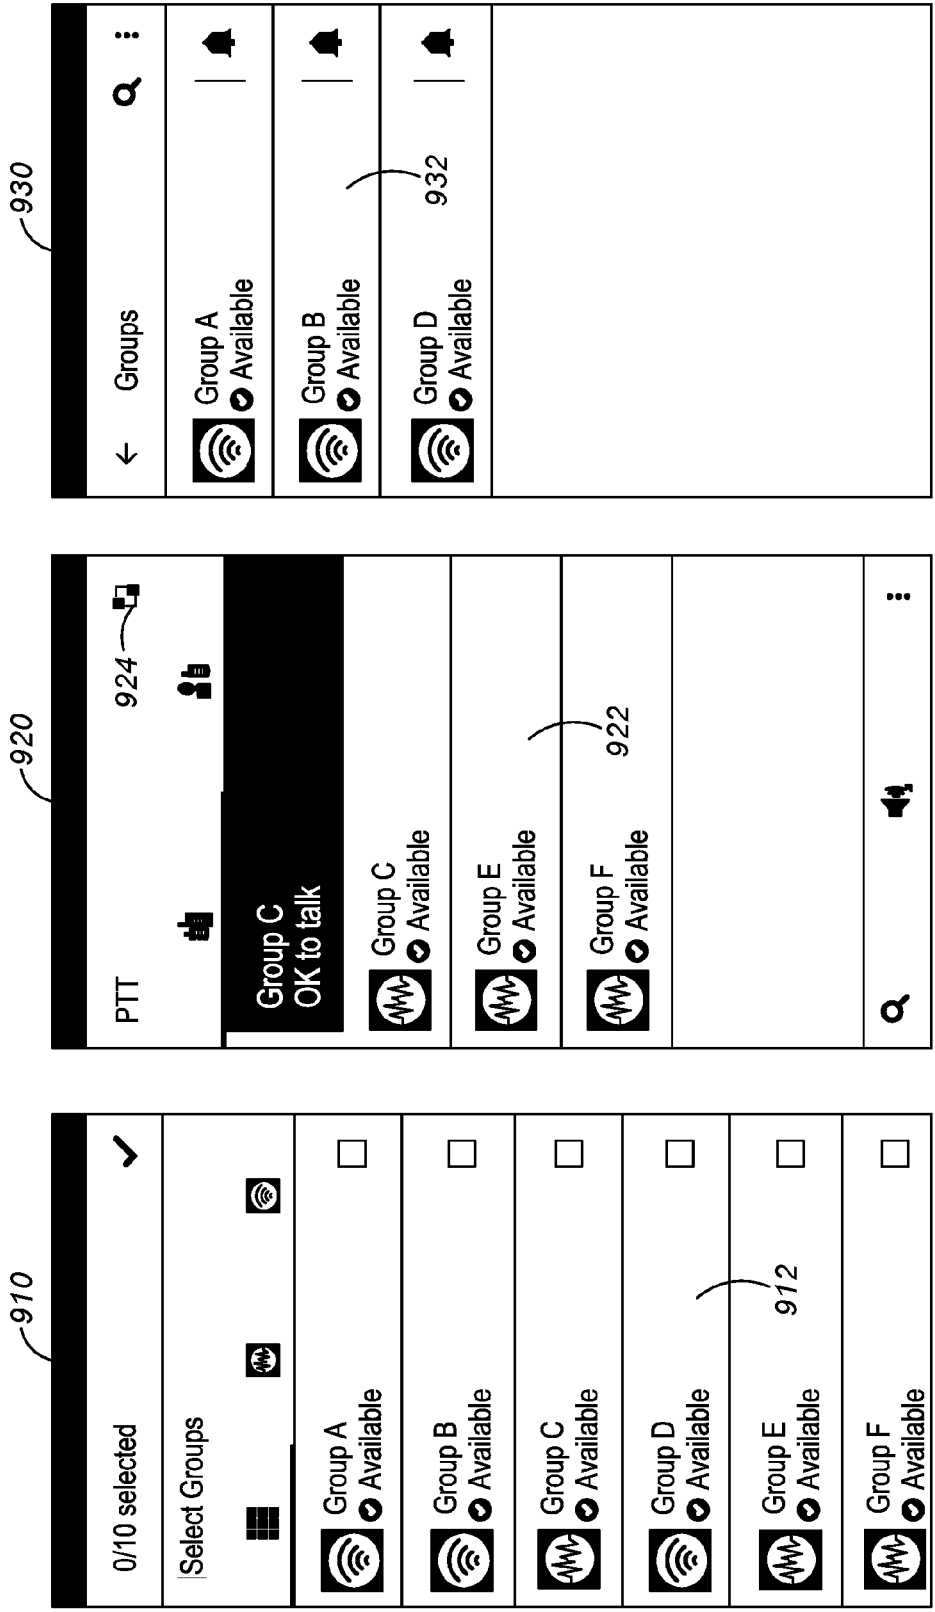 910
0/10 selected
Select Groups
Group A
Available
Group B
Available
Group C
Available
Group D
Available
912
Group E
Available
Group F
Available
920
PTT
924
Group C
OK to talk
Group C
Available
Group E
Available
922
Group F
Available
930
Groups
Group A
Available
Group B
Available
932
Group D
Available